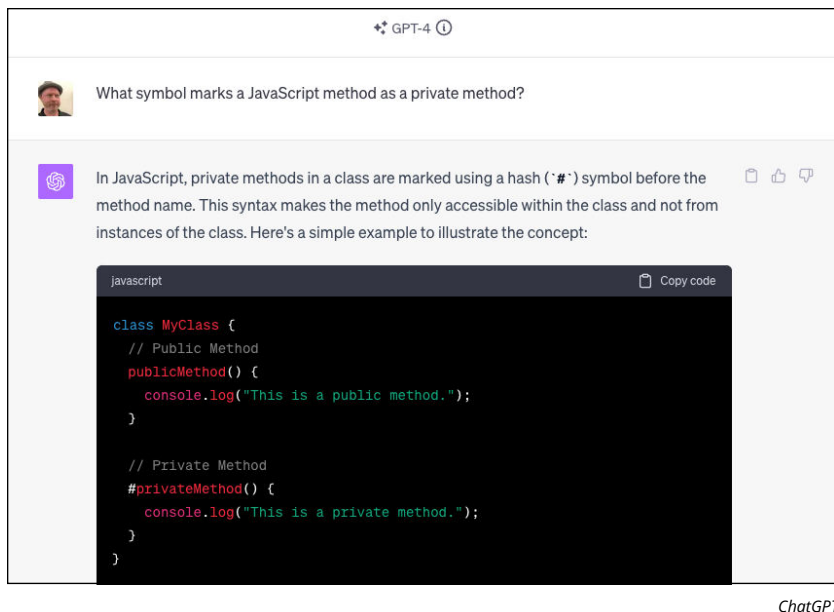 GPT-4
What symbol marks a JavaScript method as a private method?
In JavaScript, private methods in a class are marked using a hash (`#`) symbol before the
method name. This syntax makes the method only accessible within the class and not from
instances of the class. Here's a simple example to illustrate the concept:
javascript Copy code
class MyClass {
  // Public Method
  publicMethod() {
    console.log("This is a public method.");
  }
  // Private Method
  #privateMethod() {
    console.log("This is a private method.");
  }
}
ChatGPT